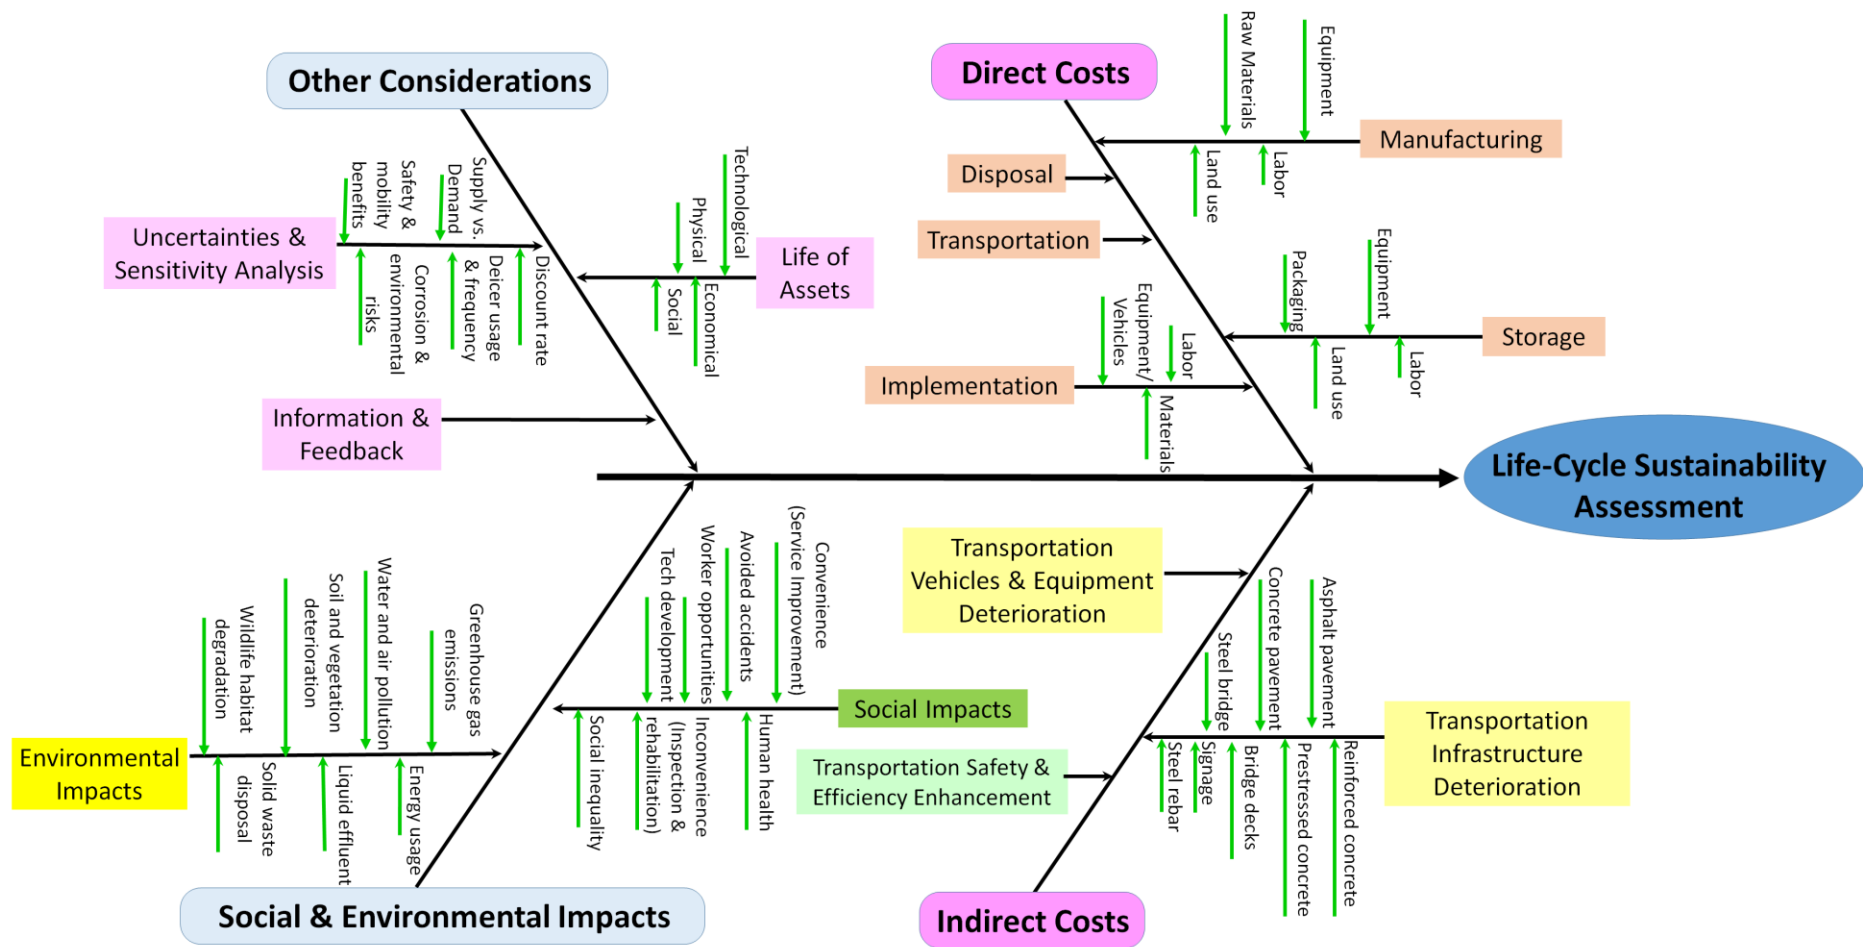 Other Considerations
Uncertainties &
Sensitivity Analysis
Safety &
mobility
benefits
Supply vs.
Demand
Corrosion &
environmental
risks
Deicer usage
& frequency
Discount rate
Technological
Physical
Economical
Social
Life of
Assets
Information &
Feedback
Direct Costs
Raw Materials
Equipment
Land use
Labor
Manufacturing
Disposal
Transportation
Packaging
Equipment
Land use
Labor
Storage
Implementation
Equipment/
Vehicles
Labor
Materials
Life-Cycle Sustainability
Assessment
Environmental
Impacts
Wildlife habitat
degradation
Soil and vegetation
deterioration
Water and air pollution
Greenhouse gas
emissions
Solid waste
disposal
Liquid effluent
Energy usage
Convenience
(Service Improvement)
Avoided accidents
Worker opportunities
Tech development
Human health
Inconvenience
(Inspection &
rehabilitation)
Social inequality
Social Impacts
Social & Environmental Impacts
Transportation
Vehicles & Equipment
Deterioration
Transportation Safety &
Efficiency Enhancement
Asphalt pavement
Concrete pavement
Steel bridge
Reinforced concrete
Prestressed concrete
Bridge decks
Signage
Steel rebar
Transportation
Infrastructure
Deterioration
Indirect Costs